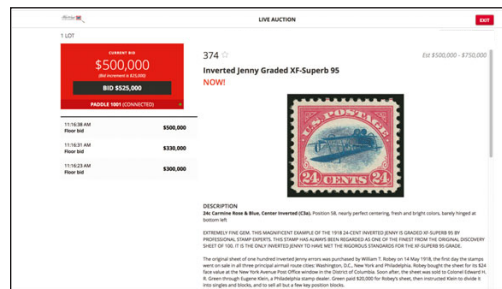 LIVE AUCTION
EXIT
1 LOT
CURRENT BID
$500,000
(Bid Increment is $25,000)
BID $525,000
PADDLE 1001 (CONNECTED)
11:16:38 AM
Floor bid
$500,000
11:16:31 AM
Floor bid
$330,000
11:16:23 AM
Floor bid
$300,000
374
Est $500,000 - $750,000
Inverted Jenny Graded XF-Superb 95
NOW!
U.S. POSTAGE
24 CENTS 24
DESCRIPTION
24c Carmine Rose & Blue, Center Inverted (C3a). Position 58, nearly perfect centering, fresh and bright colors, barely hinged at
bottom left
EXTREMELY FINE GEM. THIS MAGNIFICENT EXAMPLE OF THE 1918 24-CENT INVERTED JENNY IS GRADED XF-SUPERB 95 BY
PROFESSIONAL STAMP EXPERTS. THIS STAMP HAS ALWAYS BEEN REGARDED AS ONE OF THE FINEST FROM THE ORIGINAL DISCOVERY
SHEET OF 100. IT IS THE ONLY INVERTED JENNY TO HAVE MET THE RIGOROUS STANDARDS FOR THE XF-SUPERB 95 GRADE.
The original sheet of one hundred Inverted Jenny errors was purchased by William T. Robey on 14 May 1918, the first day the stamps
went on sale in all three principal airmail route cities: Washington, D.C., New York and Philadelphia. Robey bought the sheet for its $24
face value at the New York Avenue Post Office window in the District of Columbia. Soon after, the sheet was sold to Colonel Edward H.
R. Green through Eugene Klein, a Philadelphia stamp dealer. Green paid $20,000 for Robey's sheet, then instructed Klein to divide it
into singles and blocks, and to sell all but a few key position blocks.